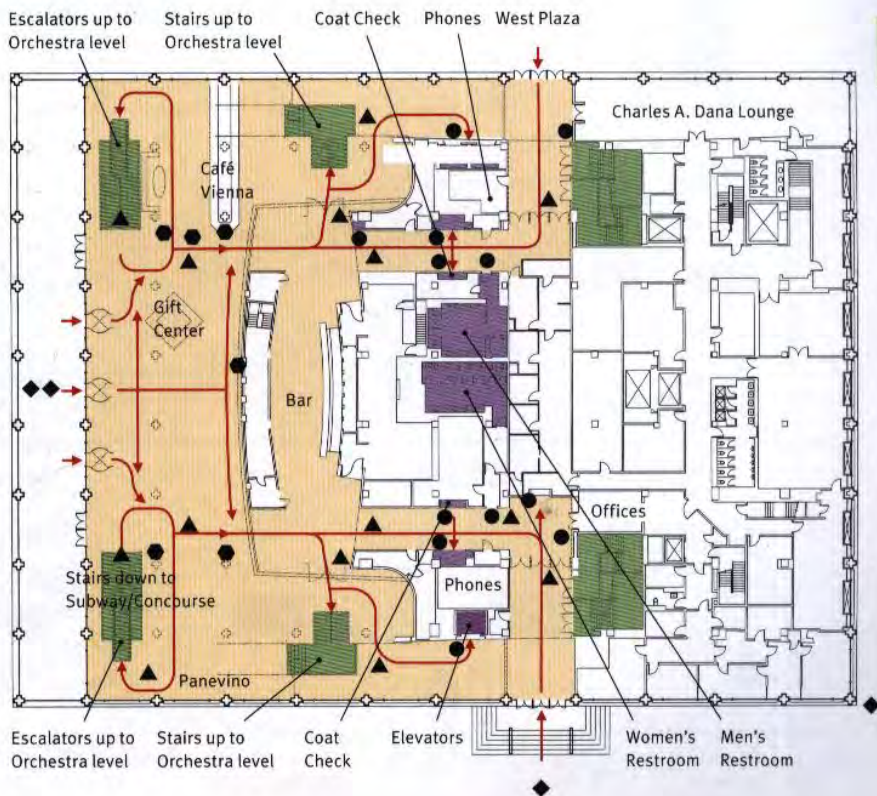 Escalators up to
Orchestra level
Stairs up to
Orchestra level
Coat Check
Phones
West Plaza
Charles A. Dana Lounge
Café
Vienna
Gift
Center
Bar
Offices
Stairs down to
Subway/Concourse
Phones
Panevino
Escalators up to
Orchestra level
Stairs up to
Orchestra level
Coat
Check
Elevators
Women's
Restroom
Men's
Restroom